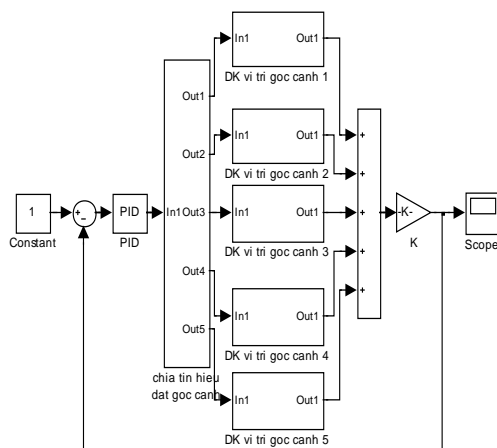 In1
Out1
DK vi tri goc canh 1
Out1
In1
Out1
DK vi tri goc canh 2
Out2
1
Constant
+
-
PID
PID
In1
Out3
In1
Out1
DK vi tri goc canh 3
+
+
+
+
+
-K-
K
Scope
Out4
In1
Out1
DK vi tri goc canh 4
Out5
chia tin hieu
dat goc canh
In1
Out1
DK vi tri goc canh 5